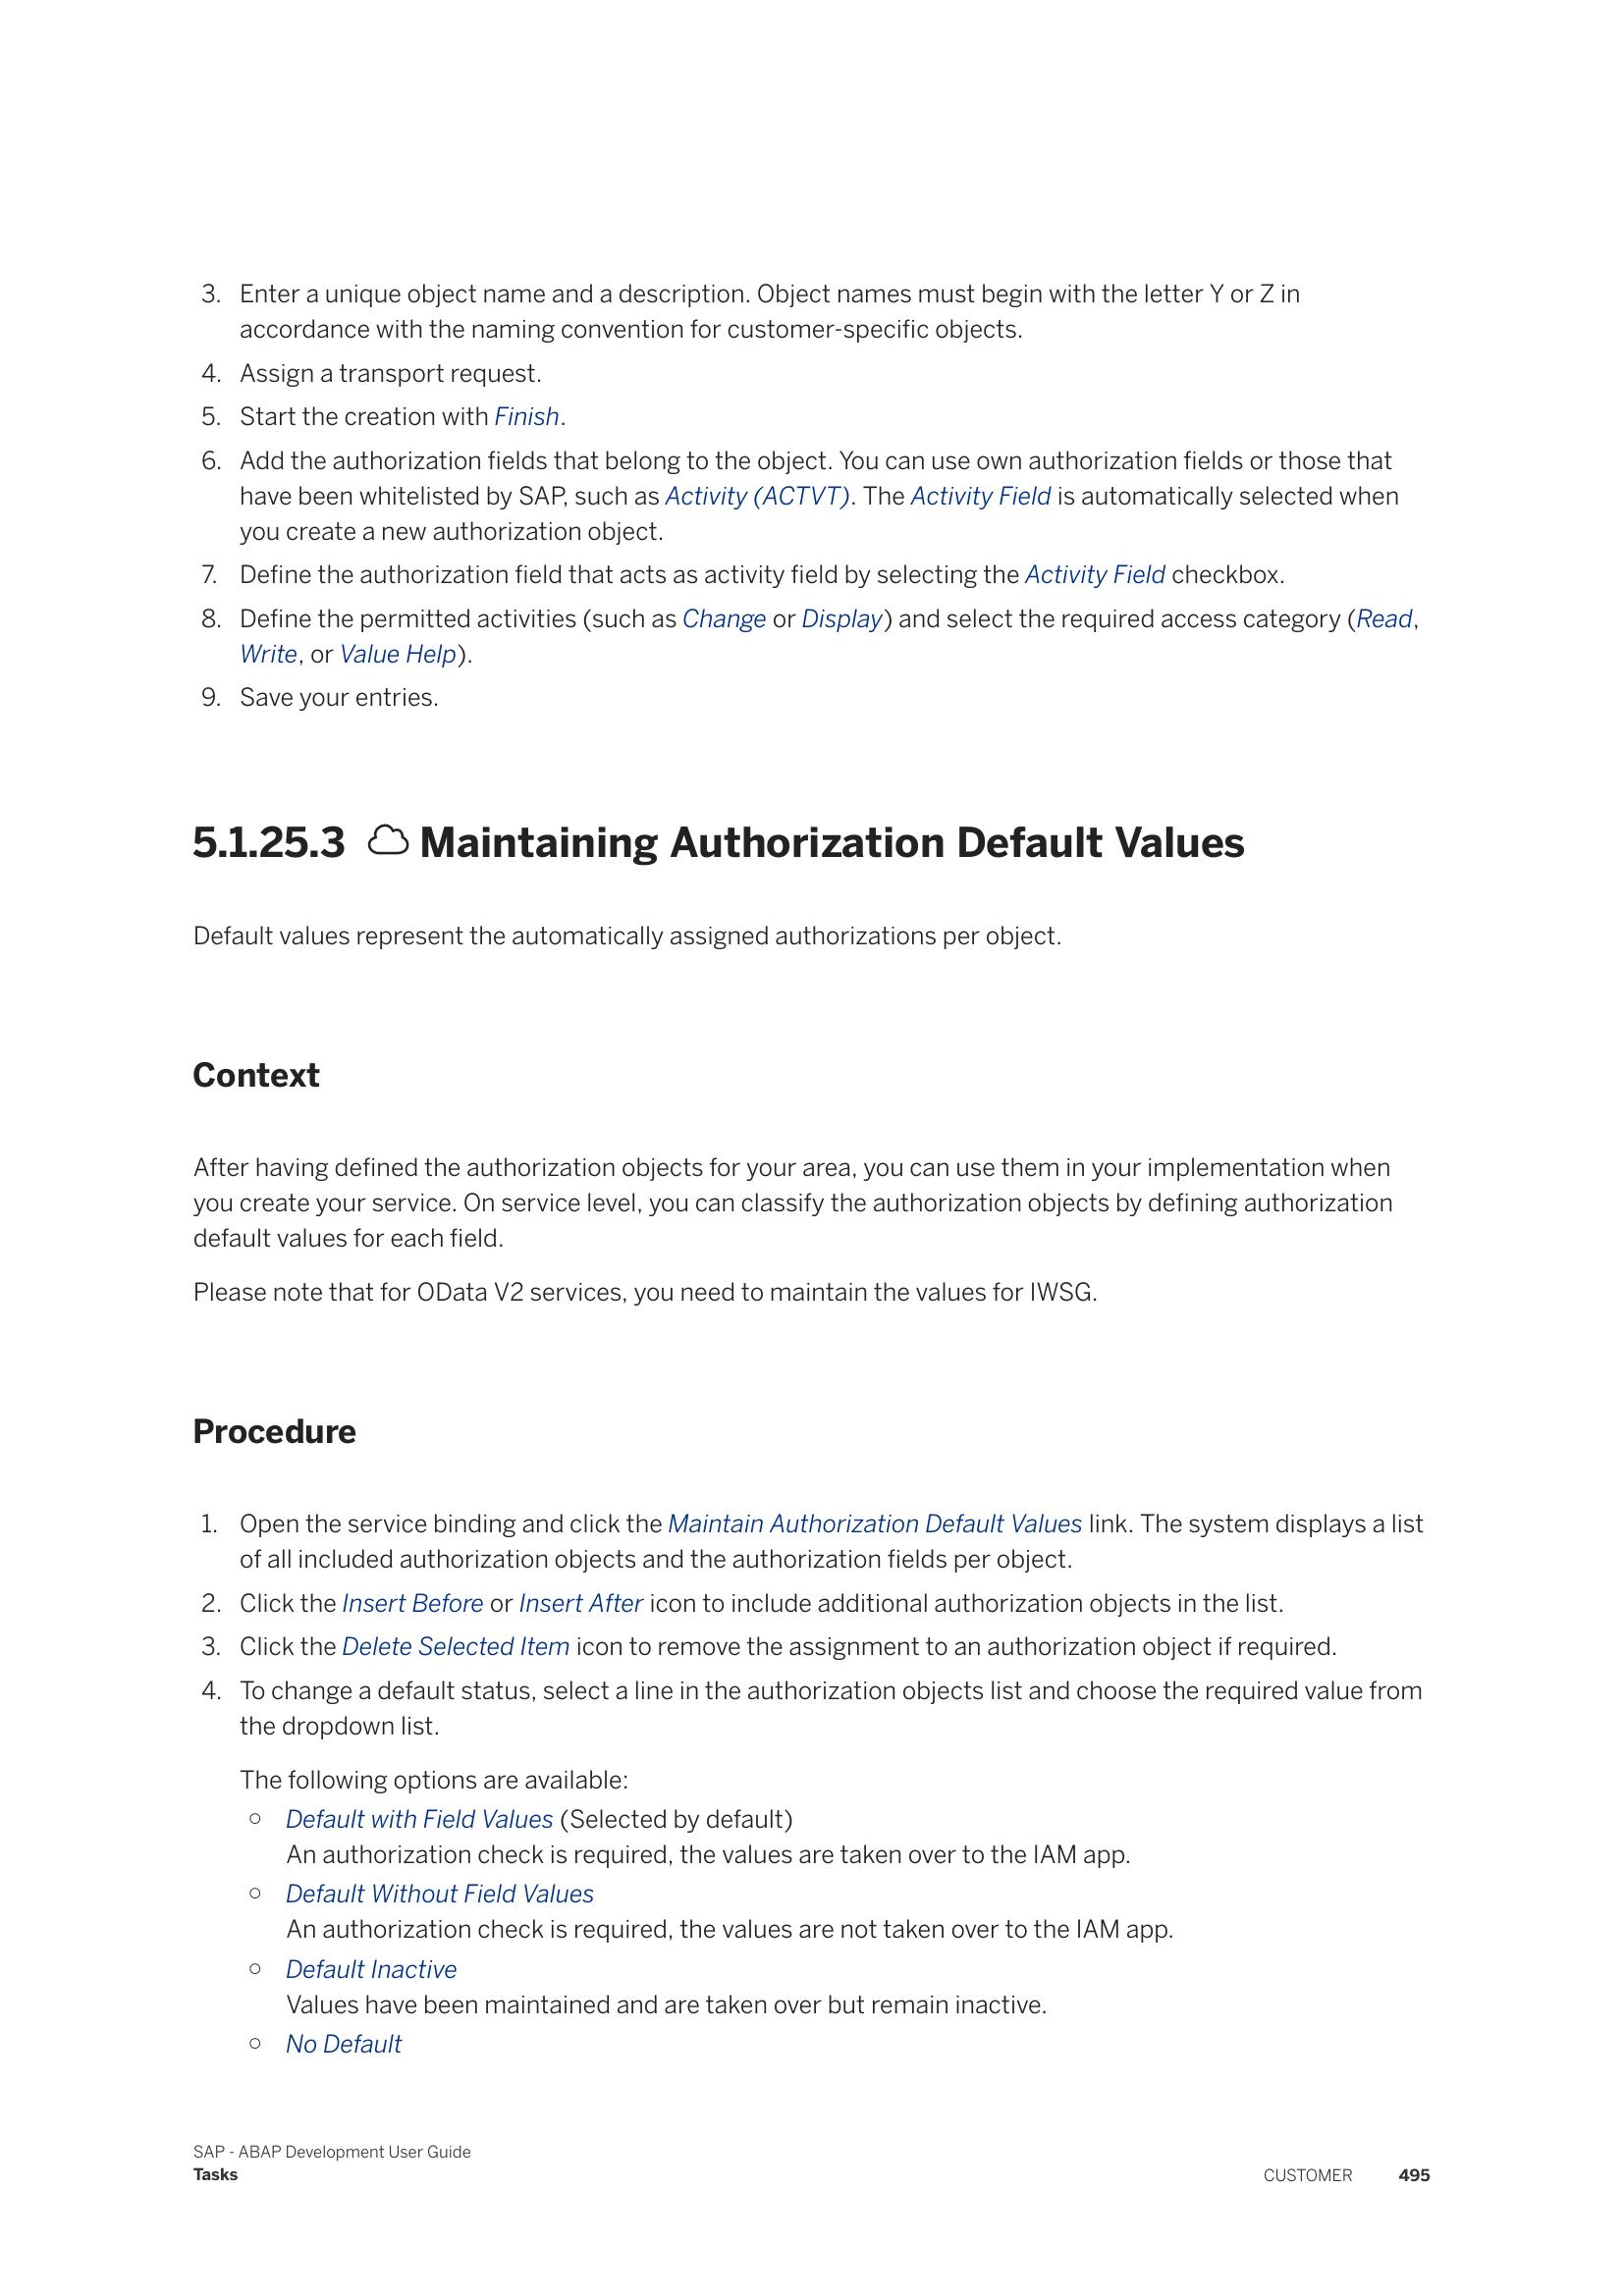 3. Enter a unique object name and a description. Object names must begin with the letter Y or Z in
accordance with the naming convention for customer-specific objects.
4. Assign a transport request.
5. Start the creation with Finish.
6. Add the authorization fields that belong to the object. You can use own authorization fields or those that
have been whitelisted by SAP, such as Activity (ACTVT). The Activity Field is automatically selected when
you create a new authorization object.
7. Define the authorization field that acts as activity field by selecting the Activity Field checkbox.
8. Define the permitted activities (such as Change or Display) and select the required access category (Read,
Write, or Value Help).
9. Save your entries.
5.1.25.3 Maintaining Authorization Default Values
Default values represent the automatically assigned authorizations per object.
Context
After having defined the authorization objects for your area, you can use them in your implementation when
you create your service. On service level, you can classify the authorization objects by defining authorization
default values for each field.
Please note that for OData V2 services, you need to maintain the values for IWSG.
Procedure
1. Open the service binding and click the Maintain Authorization Default Values link. The system displays a list
of all included authorization objects and the authorization fields per object.
2. Click the Insert Before or Insert After icon to include additional authorization objects in the list.
3. Click the Delete Selected Item icon to remove the assignment to an authorization object if required.
4. To change a default status, select a line in the authorization objects list and choose the required value from
the dropdown list.
The following options are available:
○ Default with Field Values (Selected by default)
An authorization check is required, the values are taken over to the IAM app.
○ Default Without Field Values
An authorization check is required, the values are not taken over to the IAM app.
○ Default Inactive
Values have been maintained and are taken over but remain inactive.
○ No Default
SAP - ABAP Development User Guide
Tasks
CUSTOMER 495